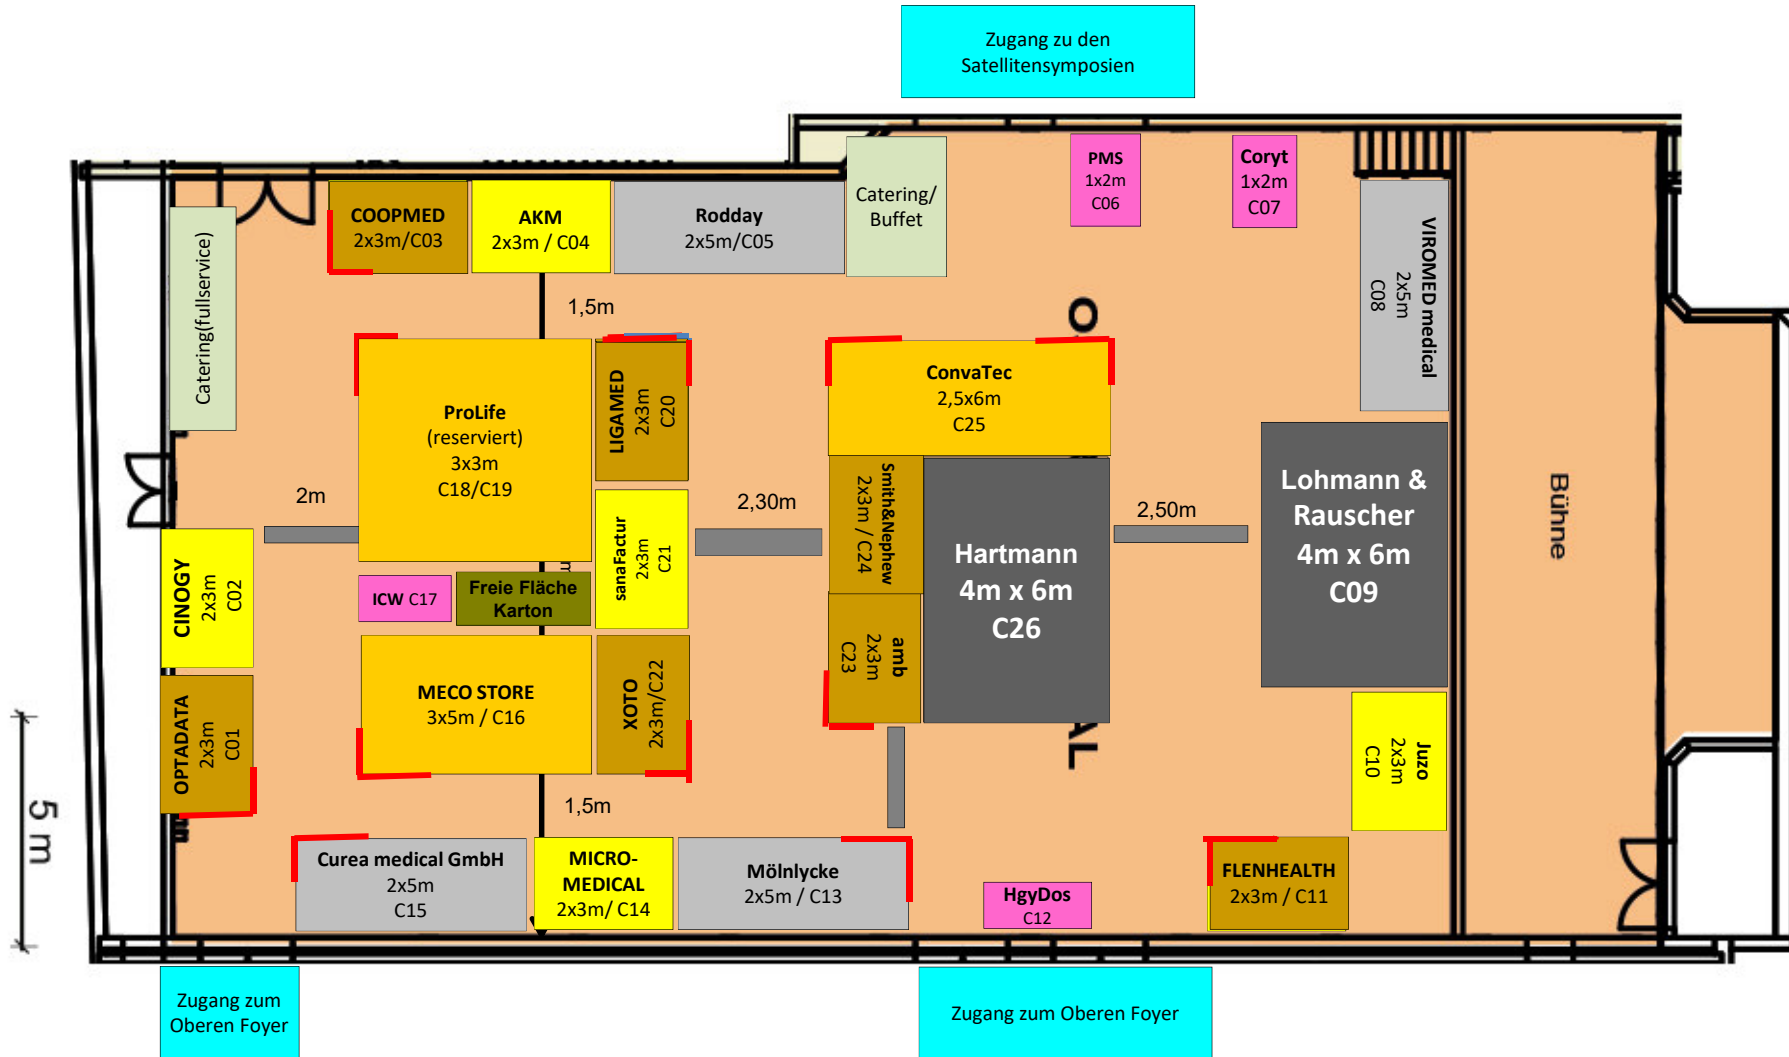 Zugang zu den
Satellitensymposien
COOPMED
2x3m/C03
AKM
2x3m / C04
Rodday
2x5m/C05
Catering/
Buffet
PMS
1x2m
C06
Coryt
1x2m
C07
VIROMED medical
2x5m
C08
Catering(fullservice)
1,5m
ProLife
(reserviert)
3x3m
C18/C19
LIGAMED
2x3m
C20
ConvaTec
2,5x6m
C25
O
AL
2m
2,30m
2,50m
Smith&Nephew
2x3m / C24
Hartmann
4m x 6m
C26
Lohmann &
Rauscher
4m x 6m
C09
Bühne
CINOGY
2x3m
C02
sanaFactur
2x3m
C21
m
ICW C17
Freie Fläche
Karton
amb
2x3m
C23
OPTADATA
2x3m
C01
MECO STORE
3x5m / C16
XOTO
2x3m/C22
Juzo
2x3m
C10
5 m
1,5m
Curea medical GmbH
2x5m
C15
MICRO-
MEDICAL
2x3m/ C14
Mölnlycke
2x5m / C13
HgyDos
C12
FLENHEALTH
2x3m / C11
Zugang zum
Oberen Foyer
Zugang zum Oberen Foyer